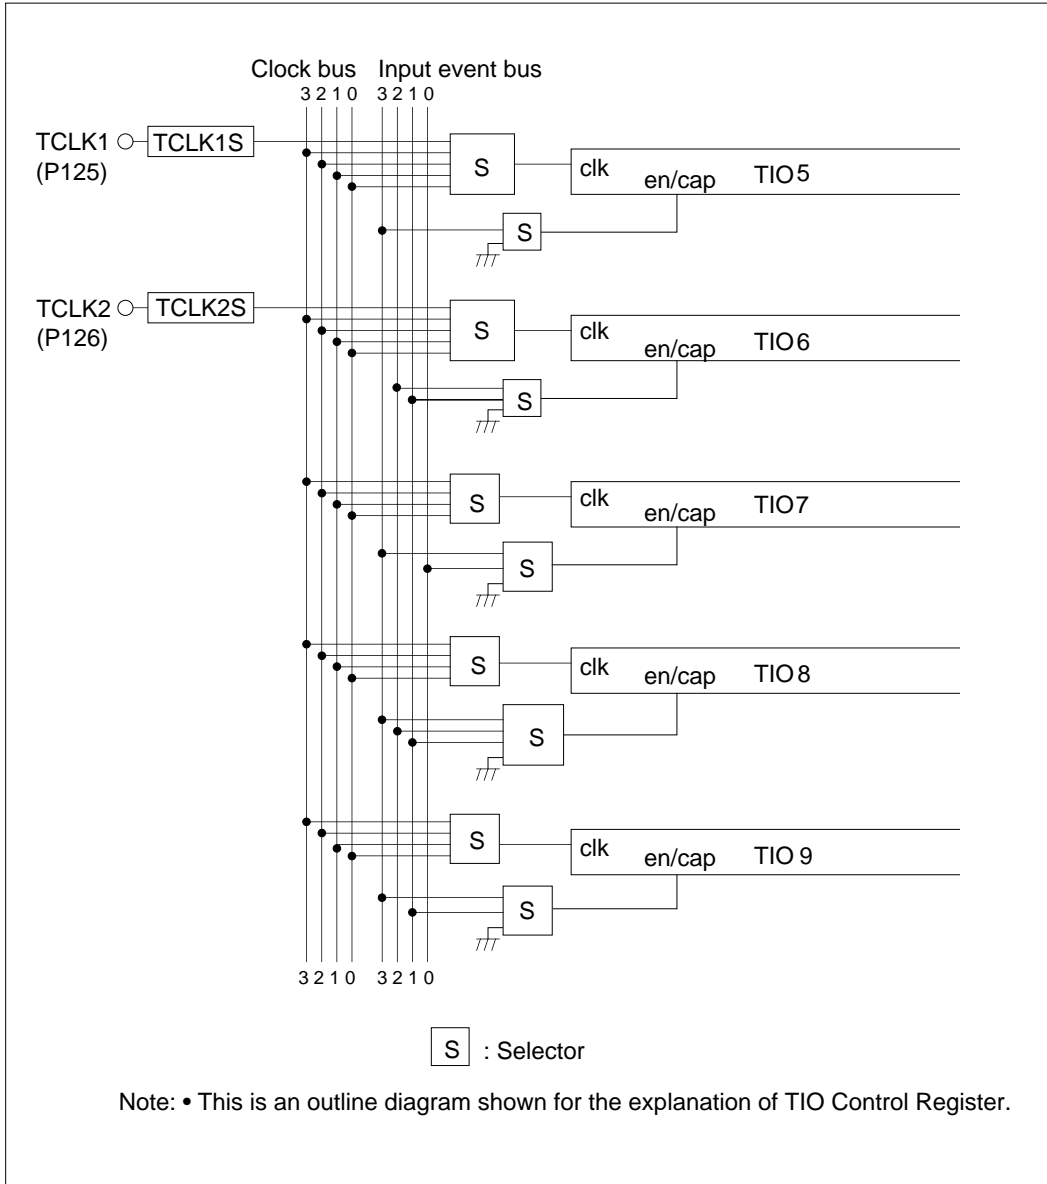 Clock bus Input event bus
3 2 1 0 3 2 1 0
TCLK1 TCLK1S
(P125)
S clk en/cap TIO5
S
TCLK2 TCLK2S
(P126)
S clk en/cap TIO6
S
S clk en/cap TIO7
S
S clk en/cap TIO8
S
S clk en/cap TIO 9
S
3 2 1 0 3 2 1 0
S : Selector
Note: • This is an outline diagram shown for the explanation of TIO Control Register.